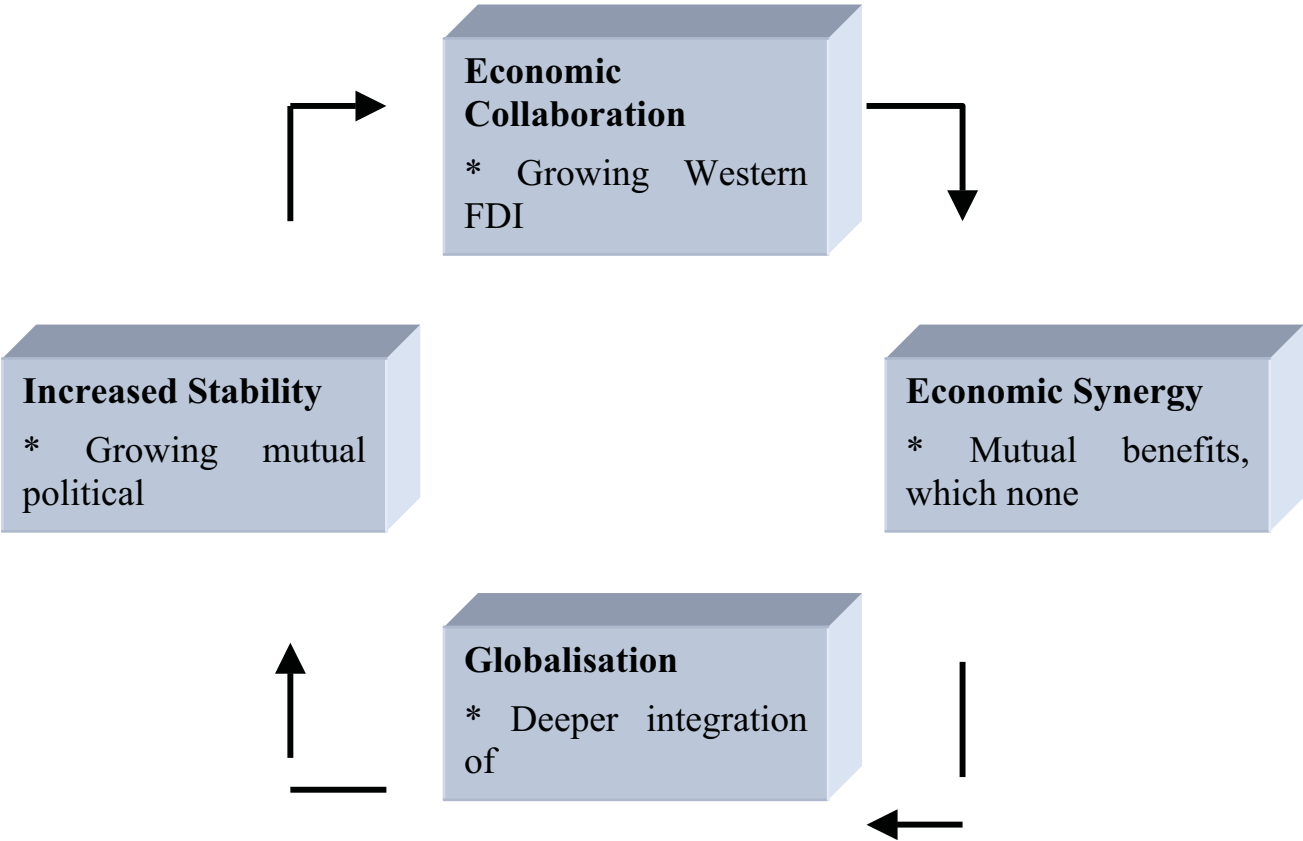 Economic
Collaboration
* Growing Western
FDI
Increased Stability
* Growing mutual
political
Economic Synergy
* Mutual benefits,
which none
Globalisation
* Deeper integration
of